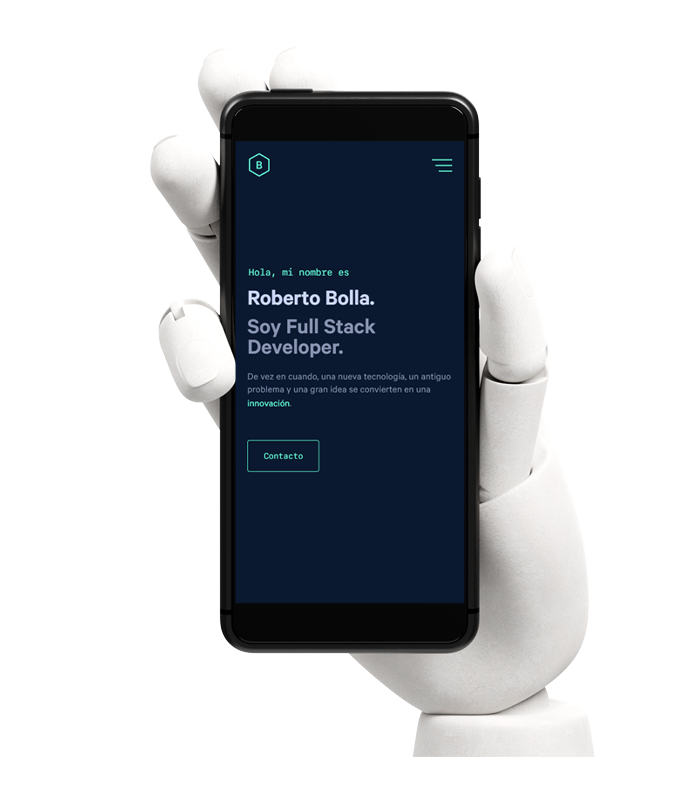 B
Hola, mi nombre es
Roberto Bolla.
Soy Full Stack
Developer.
De vez en cuando, una nueva tecnología, un antiguo
problema y una gran idea se convierten en una
innovación.
Contacto